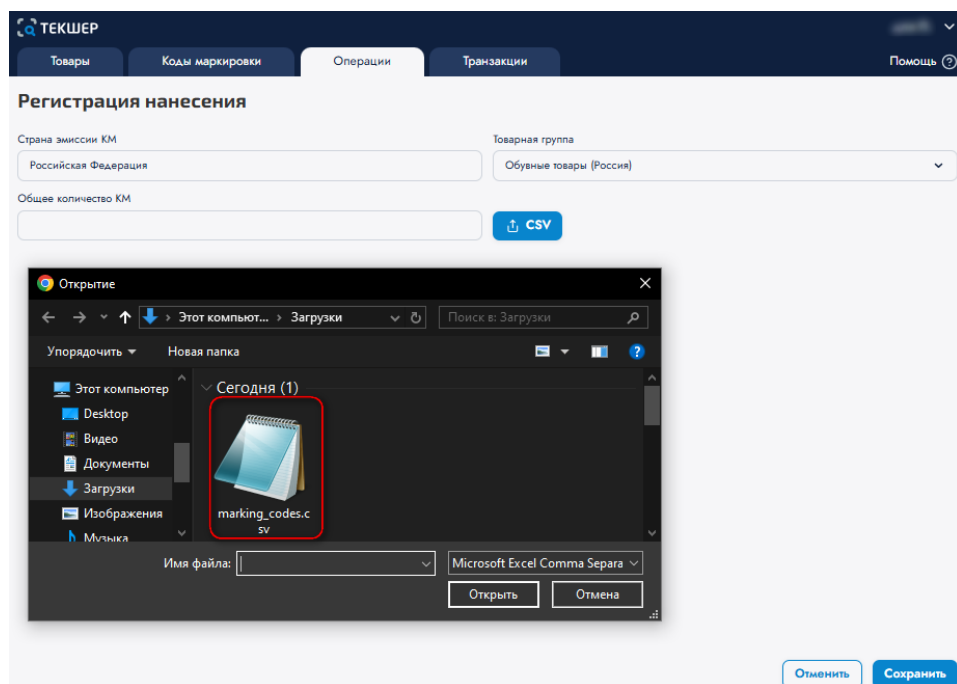 ТЕКШЕР
Товары Коды маркировки Операции Транзакции Помощь
Регистрация нанесения
Страна эмиссии КМ Товарная группа
Российская Федерация Обувные товары (Россия)
Общее количество КМ
CSV
Открытие
Этот компьют... › Загрузки Поиск в: Загрузки
Упорядочить Новая папка
Этот компьютер Сегодня (1)
Desktop
Видео
Документы
Загрузки
Изображения marking_codes.c
Музыка sv
Имя файла: Microsoft Excel Comma Separa
Открыть Отмена
Отменить Сохранить